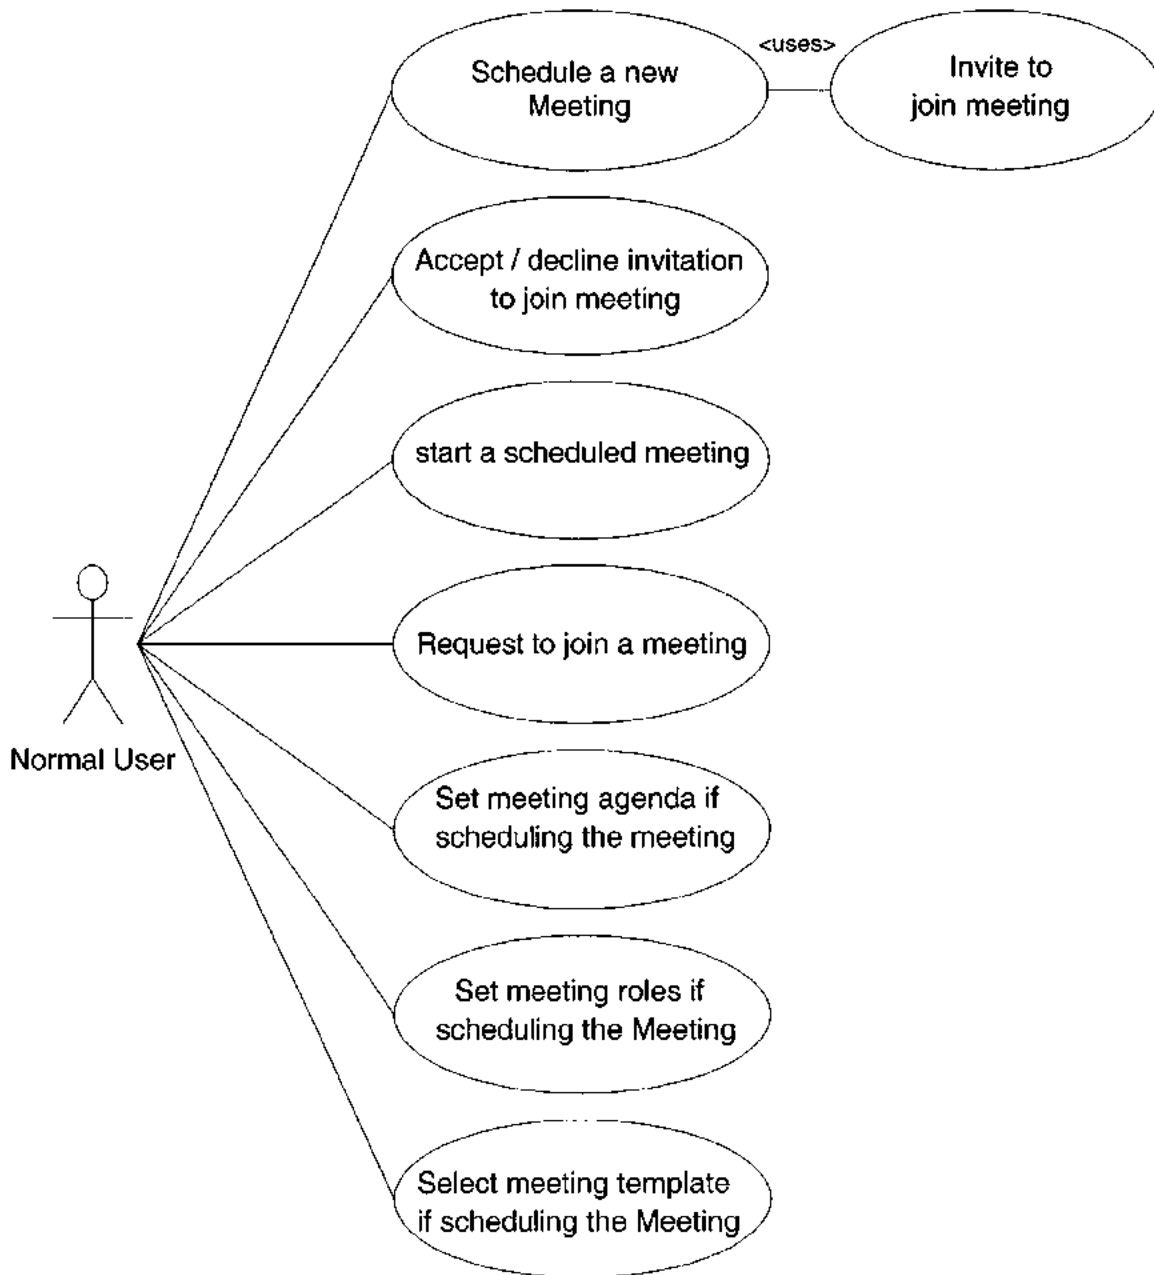 Schedule a new
Meeting
<uses>
Invite to
join meeting
Accept / decline invitation
to join meeting
start a scheduled meeting
Request to join a meeting
Normal User
Set meeting agenda if
scheduling the meeting
Set meeting roles if
scheduling the Meeting
Select meeting template
if scheduling the Meeting